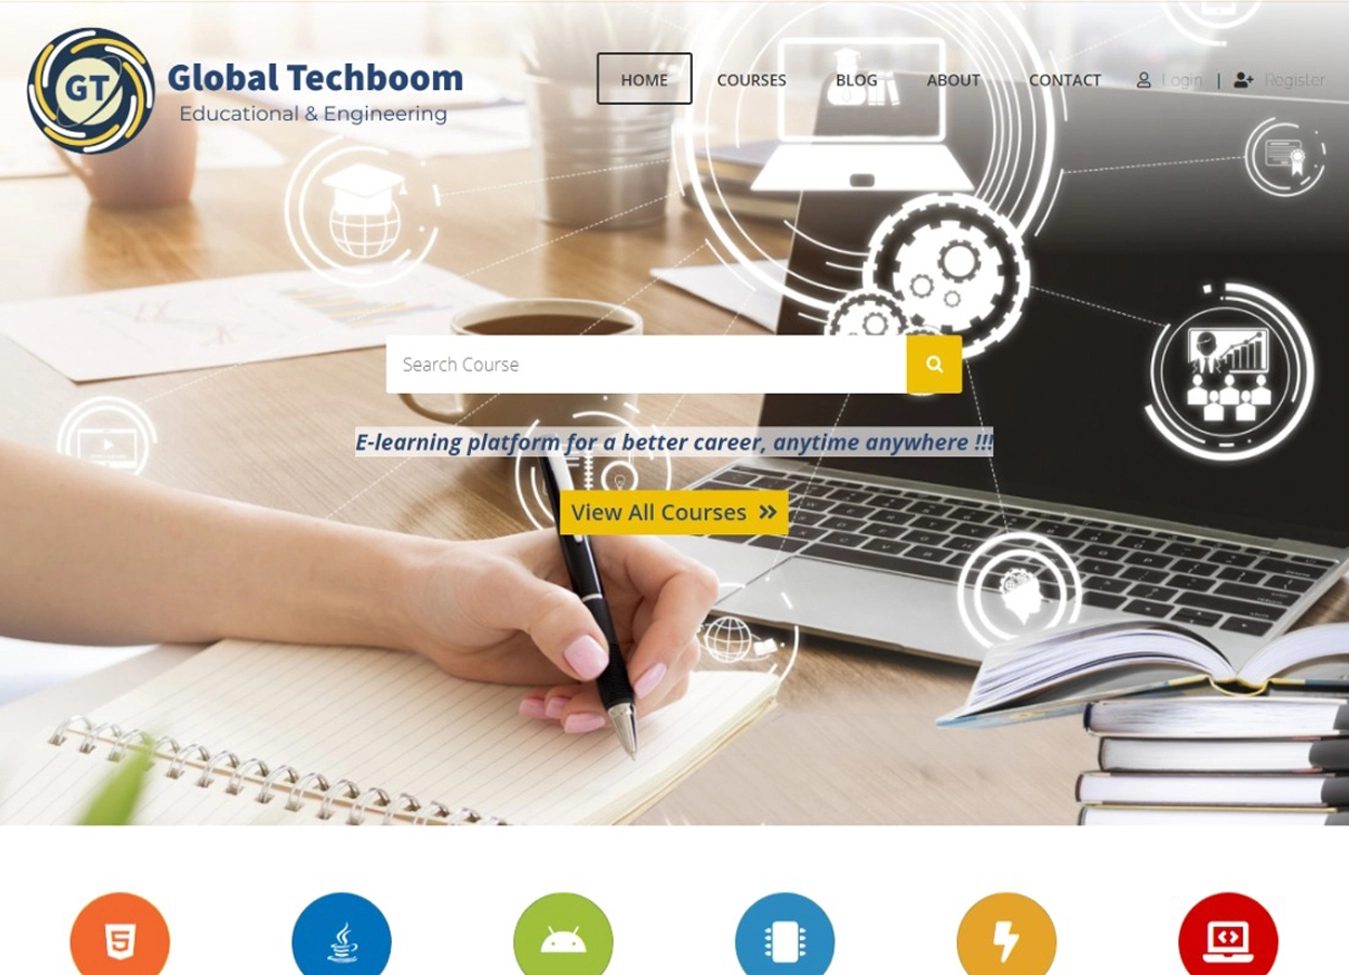 GT
Global Techboom
Educational & Engineering
HOME
COURSES
BLOG
ABOUT
CONTACT
Login | Register
Search Course
E-learning platform for a better career, anytime anywhere !!!
View All Courses
5